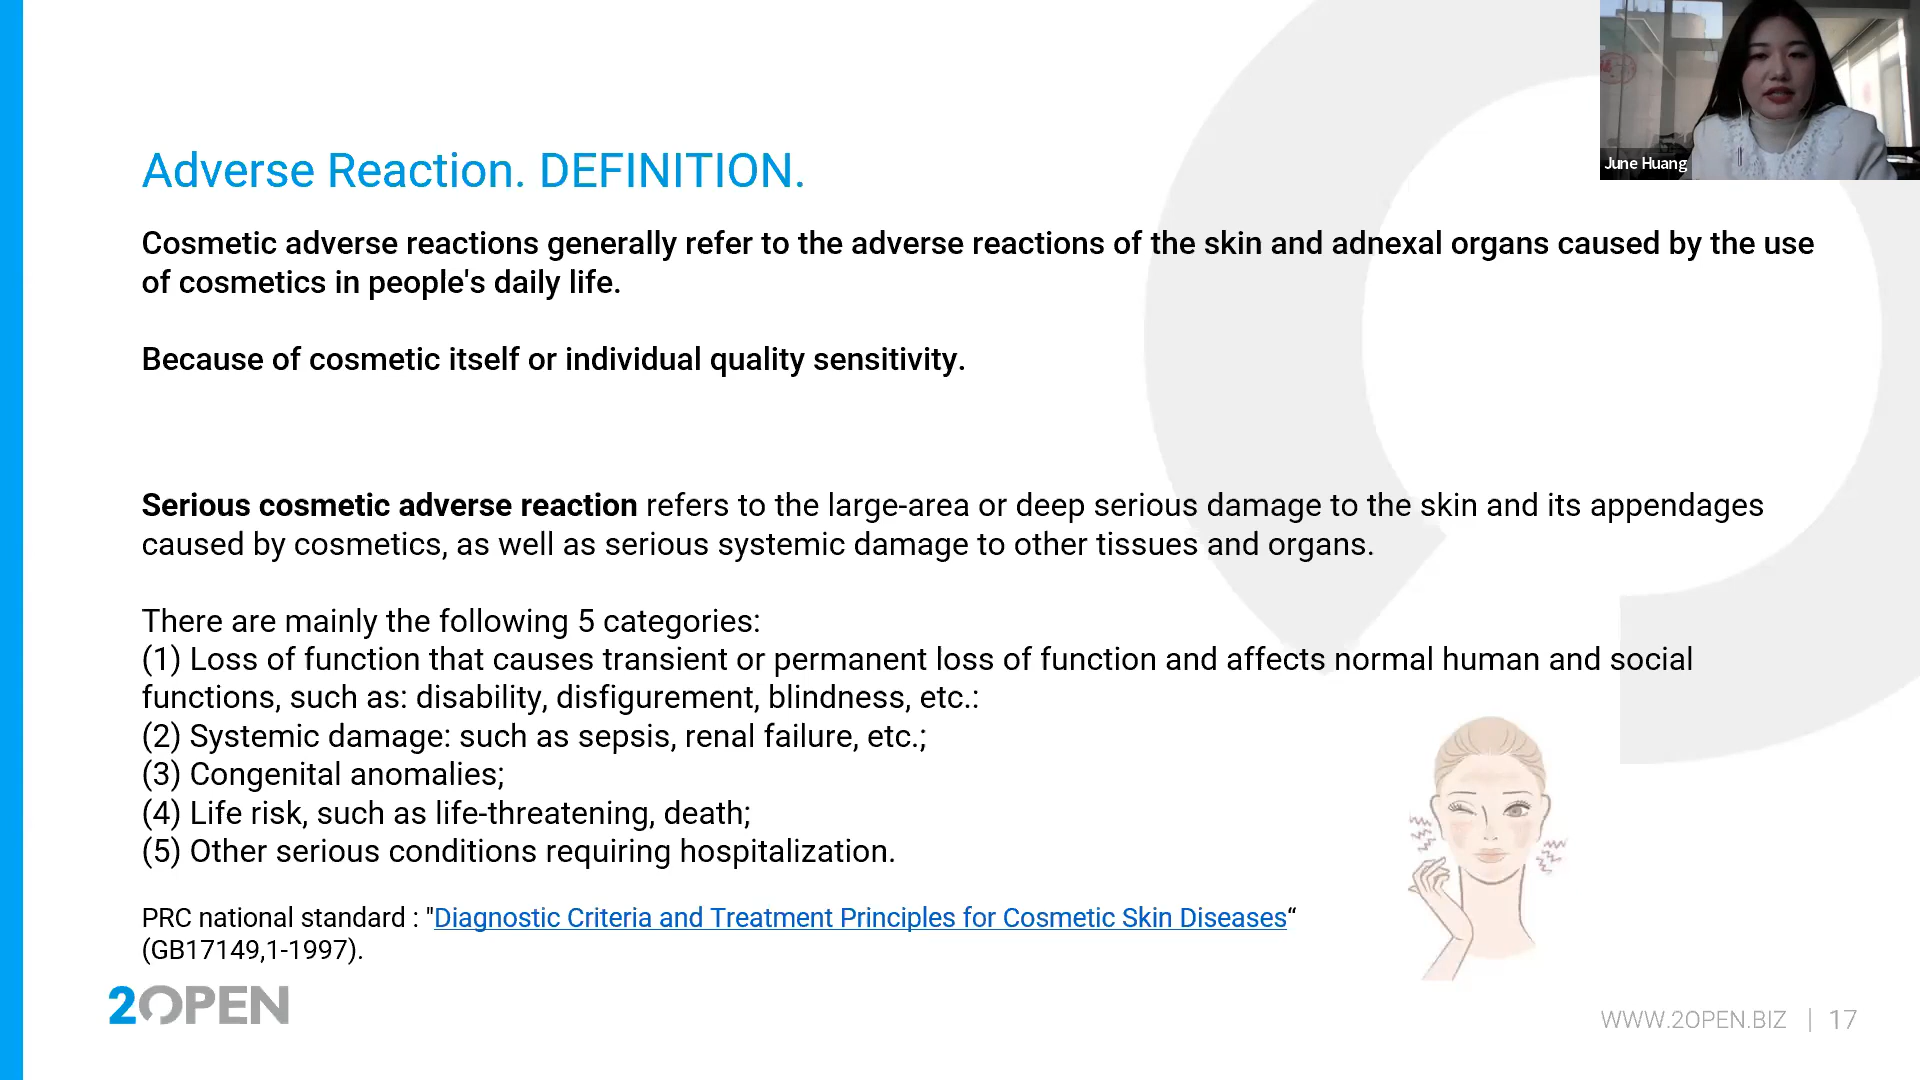 June Huang
Adverse Reaction. DEFINITION.
Cosmetic adverse reactions generally refer to the adverse reactions of the skin and adnexal organs caused by the use
of cosmetics in people's daily life.
Because of cosmetic itself or individual quality sensitivity.
Serious cosmetic adverse reaction refers to the large-area or deep serious damage to the skin and its appendages
caused by cosmetics, as well as serious systemic damage to other tissues and organs.
There are mainly the following 5 categories:
(1) Loss of function that causes transient or permanent loss of function and affects normal human and social
functions, such as: disability, disfigurement, blindness, etc.:
(2) Systemic damage: such as sepsis, renal failure, etc.;
(3) Congenital anomalies;
(4) Life risk, such as life-threatening, death;
(5) Other serious conditions requiring hospitalization.
PRC national standard : "Diagnostic Criteria and Treatment Principles for Cosmetic Skin Diseases“
(GB17149,1-1997).
2OPEN
WWW.2OPEN.BIZ | 17